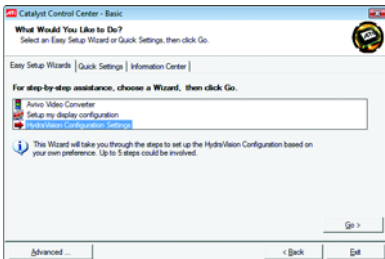 ATI Catalyst Control Center - Basic
What Would You Like to Do?
Select an Easy Setup Wizard or Quick Settings, then click Go.
Easy Setup Wizards Quick Settings Information Center
For step-by-step assistance, choose a Wizard, then click Go.
Avivo Video Converter
Setup my display configuration
HydraVision Configuration Settings
This Wizard will take you through the steps to set up the HydraVision Configuration based on
your own preference. Up to 5 steps could be involved.
Go >
Advanced ...
< Back
Exit